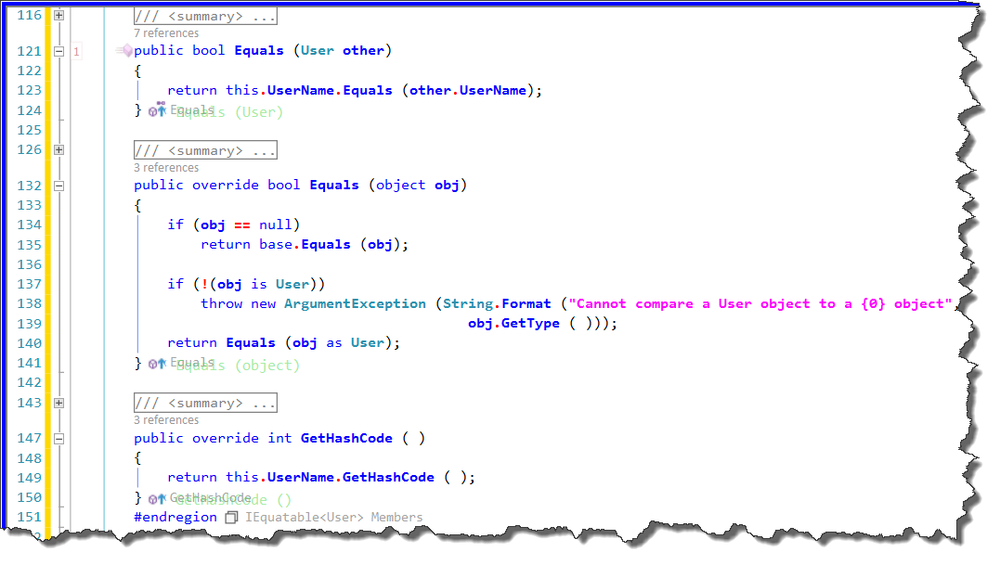 116 /// <summary> ...
7 references
121 1 public bool Equals (User other)
122 {
123 return this.UserName.Equals (other.UserName);
124 } Equals Equals (User)
125
126 /// <summary> ...
3 references
132 public override bool Equals (object obj)
133 {
134 if (obj == null)
135 return base.Equals (obj);
136
137 if (!(obj is User))
138 throw new ArgumentException (String.Format ("Cannot compare a User object to a {0} object",
139 obj.GetType ( )));
140 return Equals (obj as User);
141 } Equals Equals (object)
142
143 /// <summary> ...
3 references
147 public override int GetHashCode ( )
148 {
149 return this.UserName.GetHashCode ( );
150 } GetHashCode GetHashCode ()
151 #endregion IEquatable<User> Members